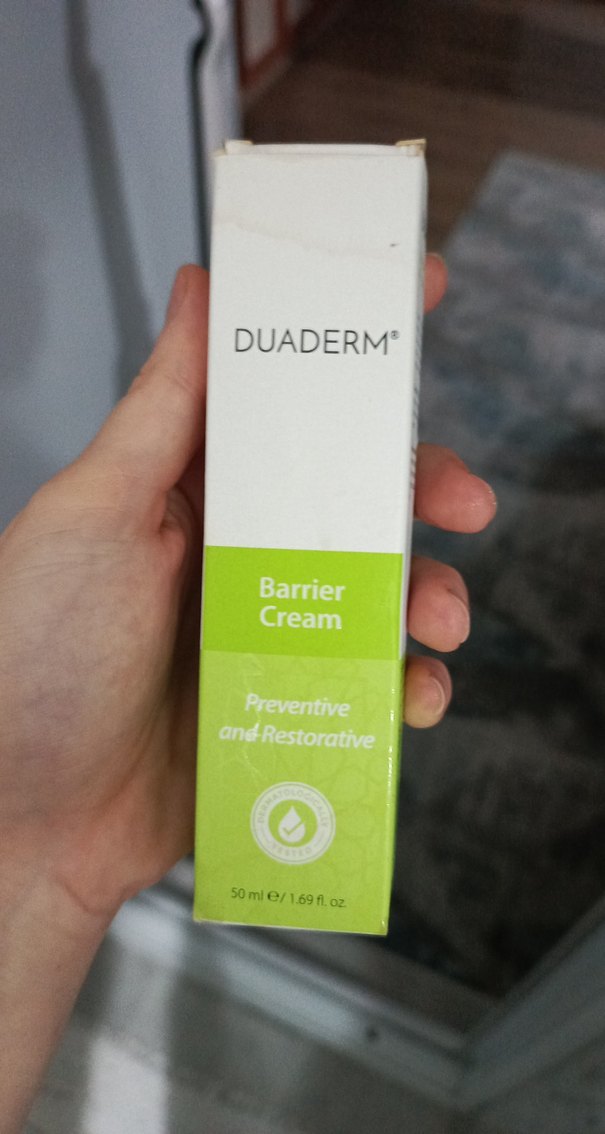 DUADERM®
Barrier
Cream
Preventive
and Restorative
DERMATOLOGICALLY
TESTED
50 ml ℮/ 1.69 fl. oz.